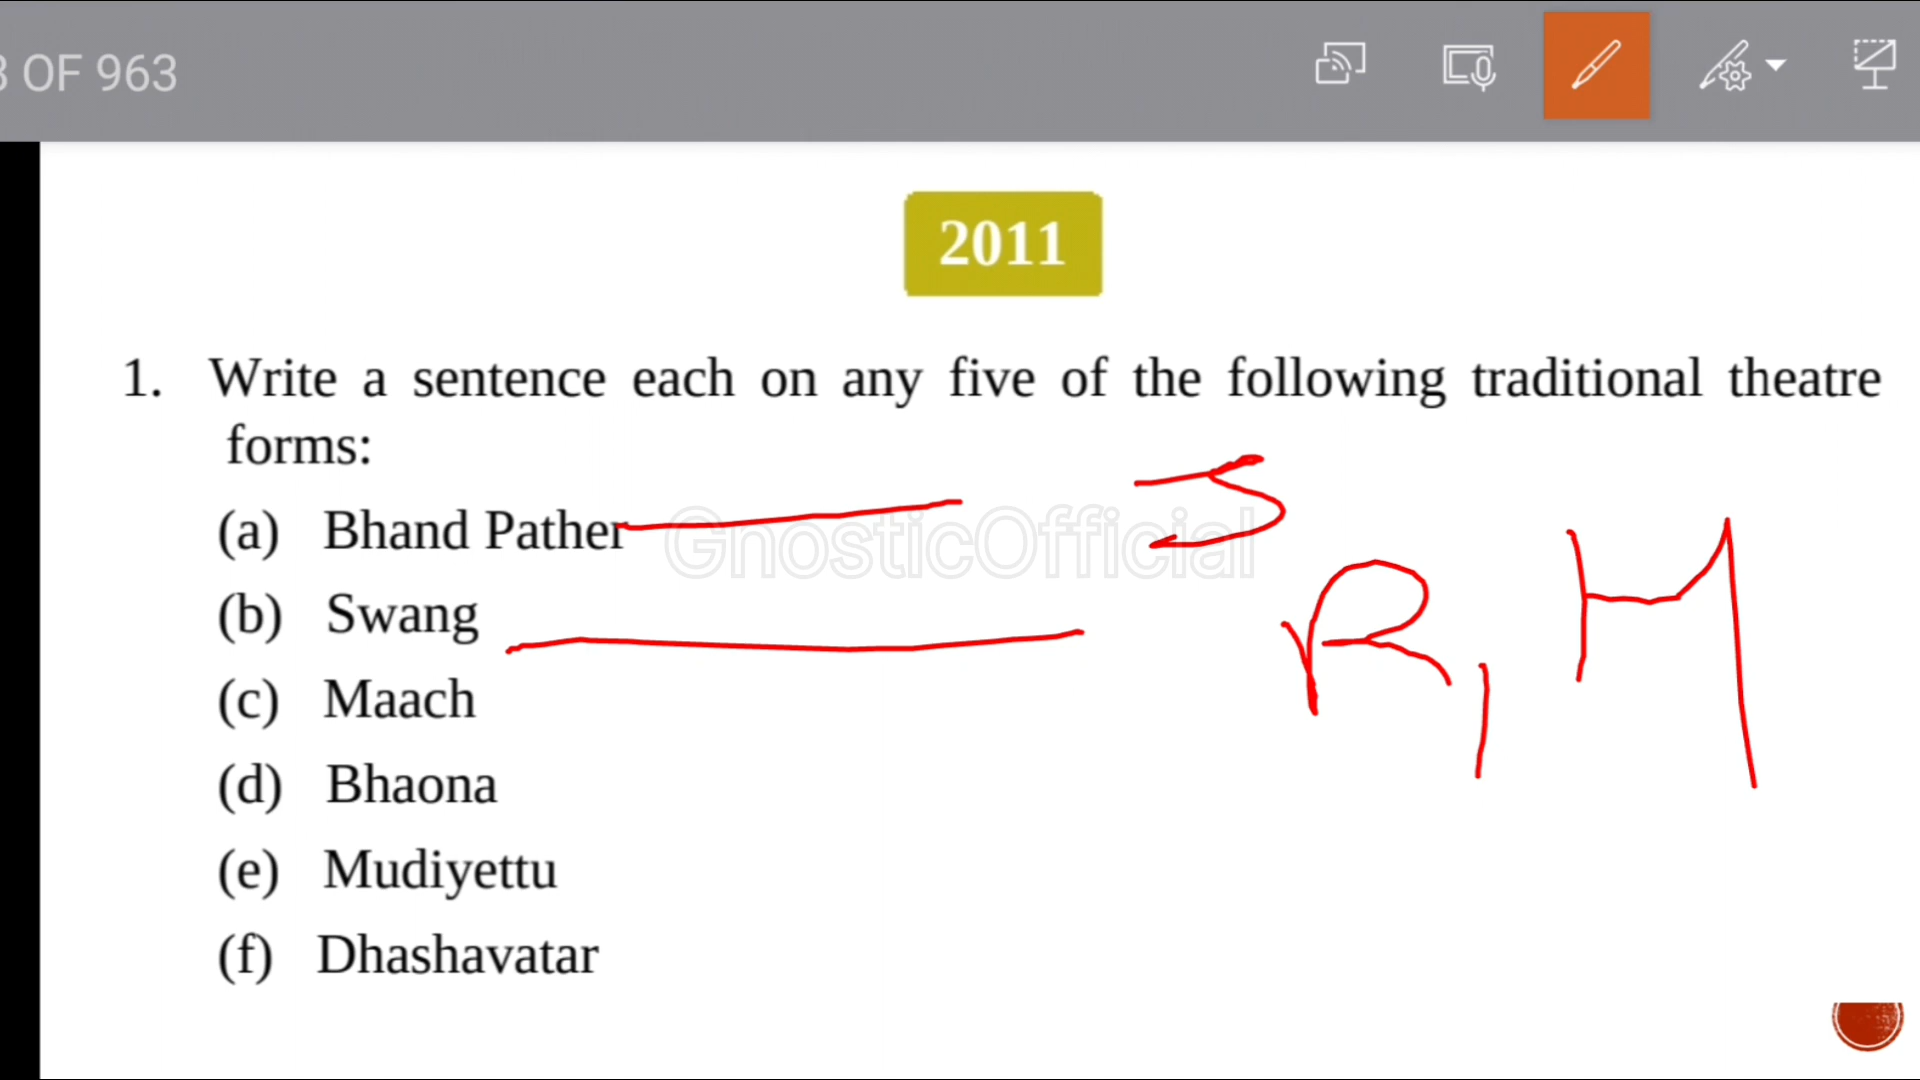 3 OF 963
2011
1. Write a sentence each on any five of the following traditional theatre
forms:
(a) Bhand Pather
J
GnosticOfficial
(b) Swang
R, H
(c) Maach
(d) Bhaona
(e) Mudiyettu
(f) Dhashavatar